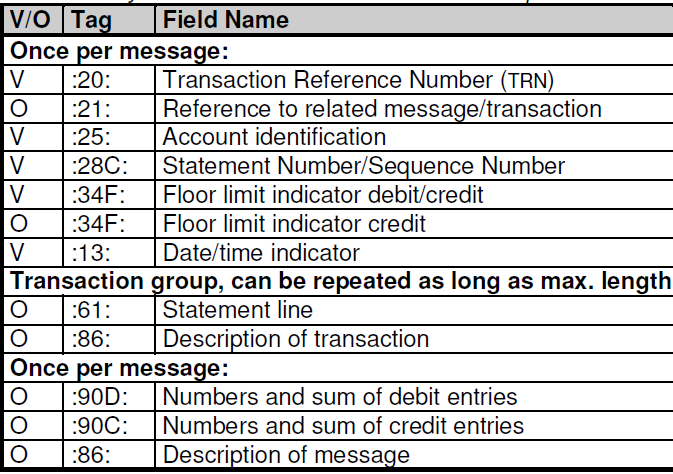 V/O Tag Field Name
Once per message:
V :20: Transaction Reference Number (TRN)
O :21: Reference to related message/transaction
V :25: Account identification
V :28C: Statement Number/Sequence Number
V :34F: Floor limit indicator debit/credit
O :34F: Floor limit indicator credit
V :13: Date/time indicator
Transaction group, can be repeated as long as max. length
O :61: Statement line
O :86: Description of transaction
Once per message:
O :90D: Numbers and sum of debit entries
O :90C: Numbers and sum of credit entries
O :86: Description of message